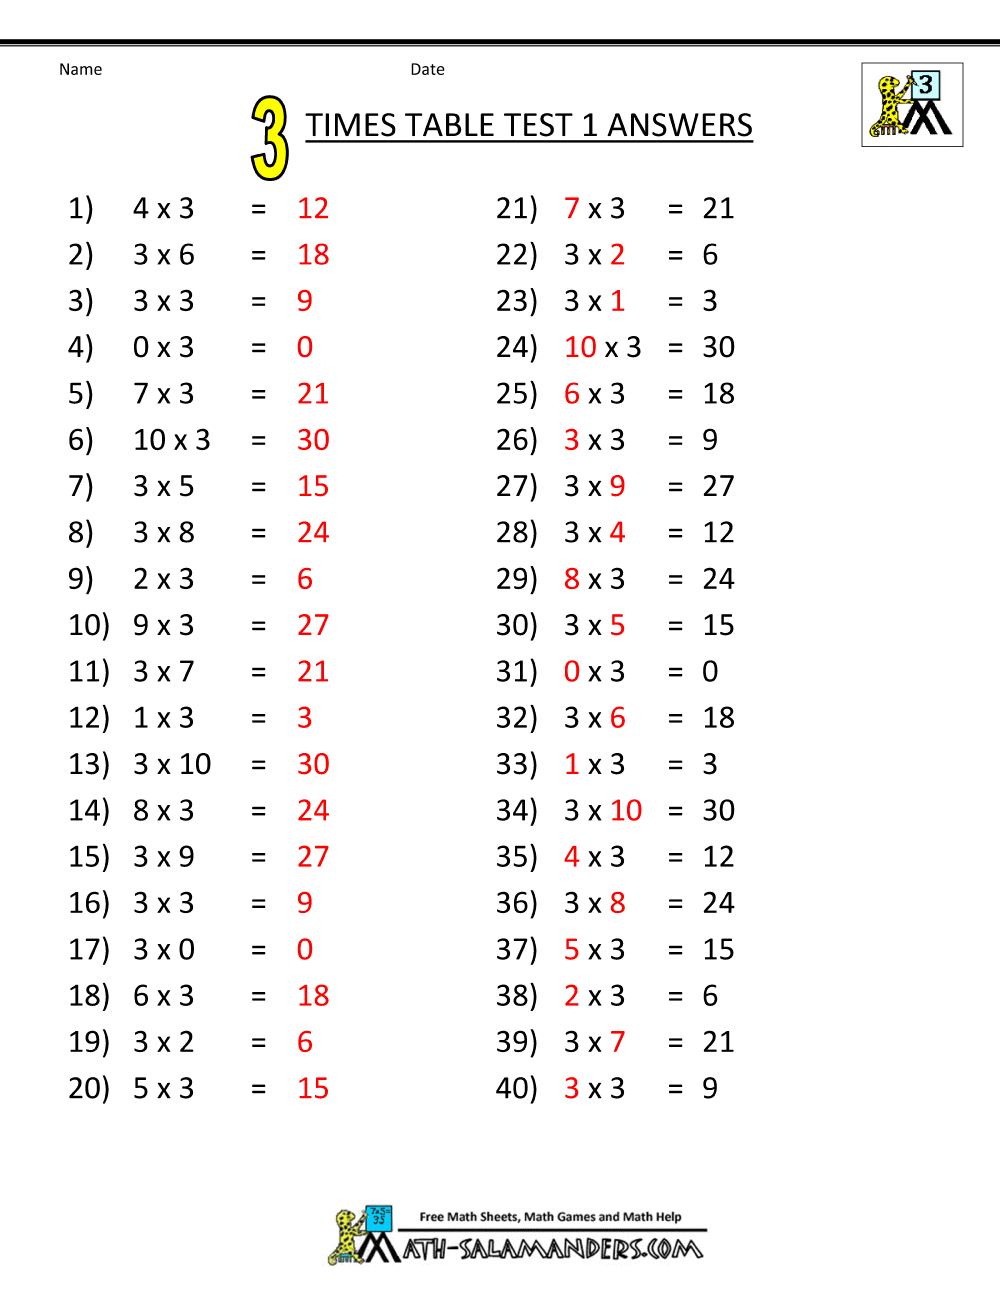 Name Date
3
3 TIMES TABLE TEST 1 ANSWERS
1) 4 x 3 = 12
2) 3 x 6 = 18
3) 3 x 3 = 9
4) 0 x 3 = 0
5) 7 x 3 = 21
6) 10 x 3 = 30
7) 3 x 5 = 15
8) 3 x 8 = 24
9) 2 x 3 = 6
10) 9 x 3 = 27
11) 3 x 7 = 21
12) 1 x 3 = 3
13) 3 x 10 = 30
14) 8 x 3 = 24
15) 3 x 9 = 27
16) 3 x 3 = 9
17) 3 x 0 = 0
18) 6 x 3 = 18
19) 3 x 2 = 6
20) 5 x 3 = 15
21) 7 x 3 = 21
22) 3 x 2 = 6
23) 3 x 1 = 3
24) 10 x 3 = 30
25) 6 x 3 = 18
26) 3 x 3 = 9
27) 3 x 9 = 27
28) 3 x 4 = 12
29) 8 x 3 = 24
30) 3 x 5 = 15
31) 0 x 3 = 0
32) 3 x 6 = 18
33) 1 x 3 = 3
34) 3 x 10 = 30
35) 4 x 3 = 12
36) 3 x 8 = 24
37) 5 x 3 = 15
38) 2 x 3 = 6
39) 3 x 7 = 21
40) 3 x 3 = 9
7x5=
35
Free Math Sheets, Math Games and Math Help
MATH-SALAMANDERS.COM